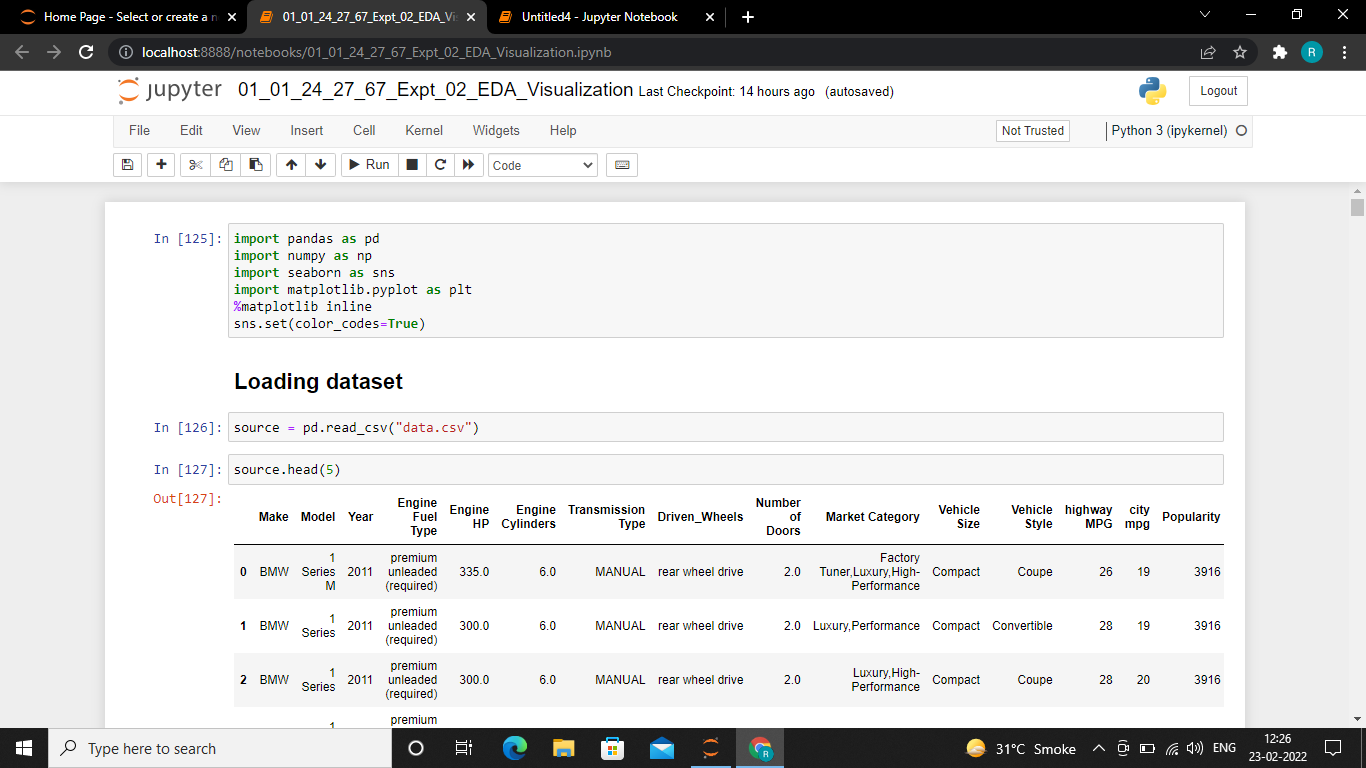 Home Page - Select or create a n
01_01_24_27_67_Expt_02_EDA_Vis
Untitled4 - Jupyter Notebook
localhost:8888/notebooks/01_01_24_27_67_Expt_02_EDA_Visualization.ipynb
R
jupyter 01_01_24_27_67_Expt_02_EDA_Visualization Last Checkpoint: 14 hours ago (autosaved)
Logout
File Edit View Insert Cell Kernel Widgets Help
Not Trusted
Python 3 (ipykernel)
Run
Code
In [125]:
import pandas as pd
import numpy as np
import seaborn as sns
import matplotlib.pyplot as plt
%matplotlib inline
sns.set(color_codes=True)
Loading dataset
In [126]: source = pd.read_csv("data.csv")
In [127]: source.head(5)
Out[127]:
Make Model Year Engine Fuel Type Engine HP Engine Cylinders Transmission Type Driven_Wheels Number of Doors Market Category Vehicle Size Vehicle Style highway MPG city mpg Popularity
0 BMW 1 Series M 2011 premium unleaded (required) 335.0 6.0 MANUAL rear wheel drive 2.0 Factory Tuner,Luxury,High-Performance Compact Coupe 26 19 3916
1 BMW 1 Series 2011 premium unleaded (required) 300.0 6.0 MANUAL rear wheel drive 2.0 Luxury,Performance Compact Convertible 28 19 3916
2 BMW 1 Series 2011 premium unleaded (required) 300.0 6.0 MANUAL rear wheel drive 2.0 Luxury,High-Performance Compact Coupe 28 20 3916
1 premium
Type here to search
R
31°C Smoke
ENG
12:26
23-02-2022